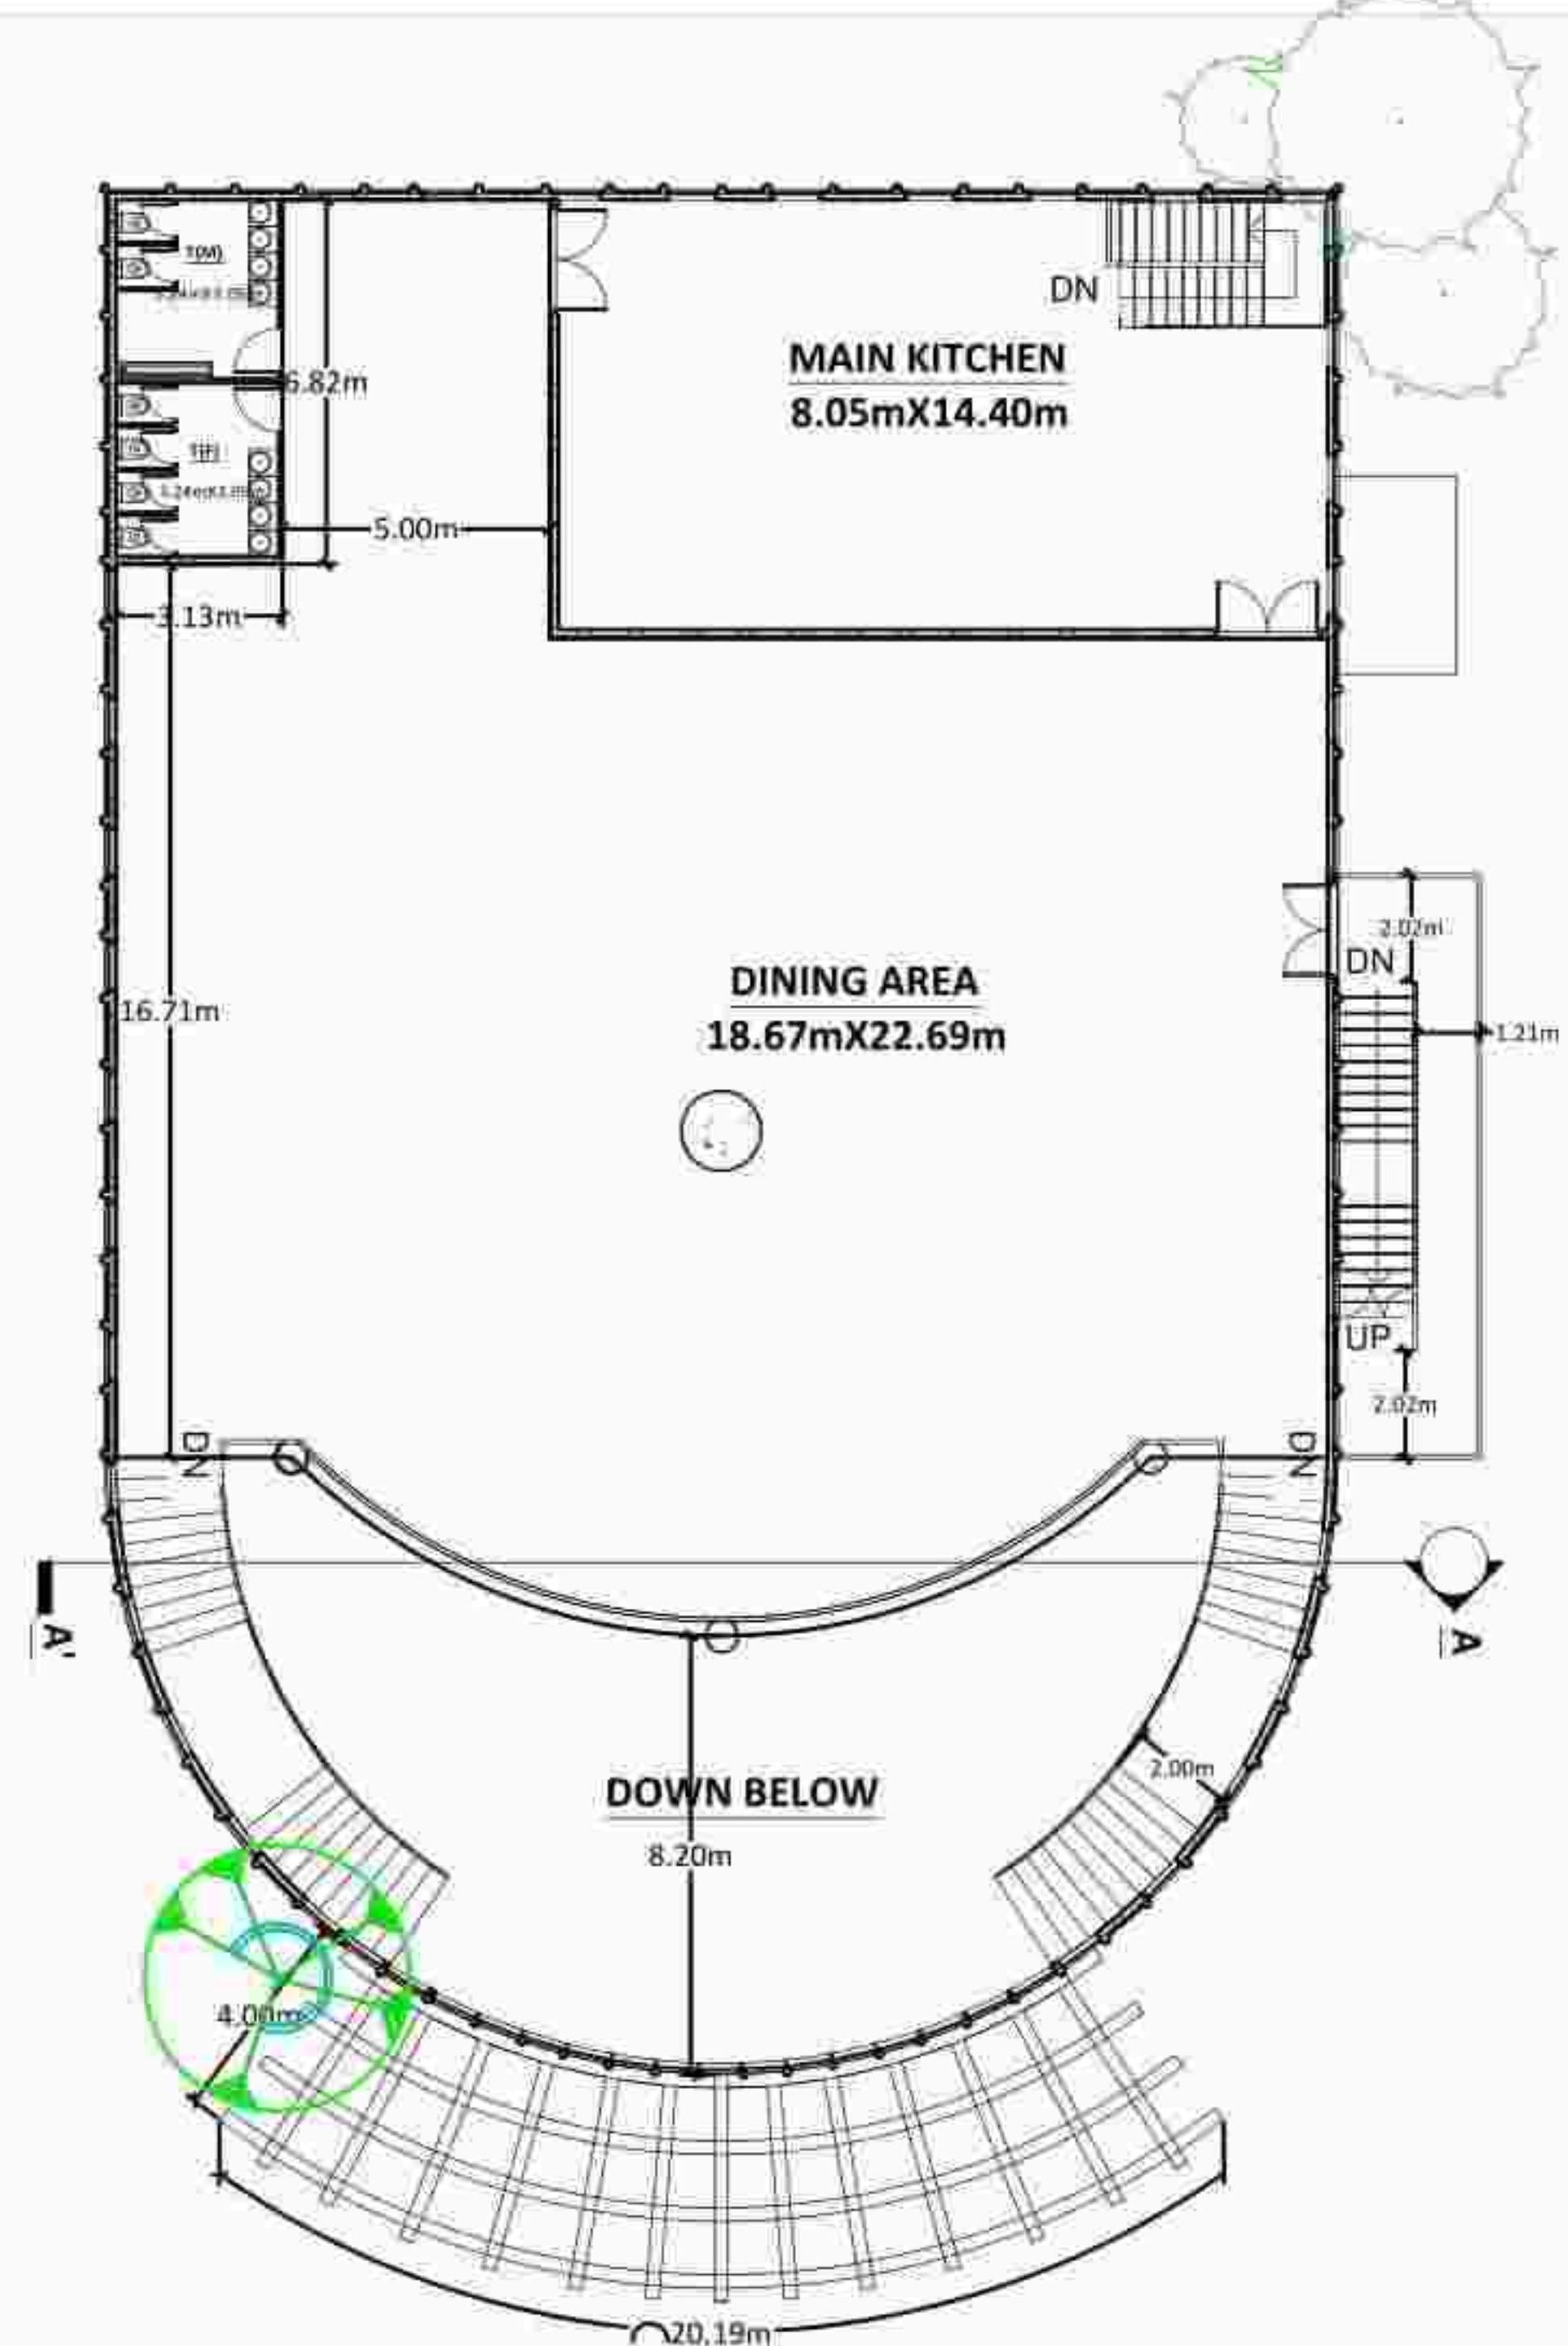 T(M)
DN
MAIN KITCHEN
8.05mX14.40m
6.82m
T(F)
5.00m
3.13m
2.02m
DN
DINING AREA
18.67mX22.69m
16.71m
1.21m
UP
2.02m
DN
DN
A'
A
2.00m
DOWN BELOW
8.20m
4.00m
20.19m